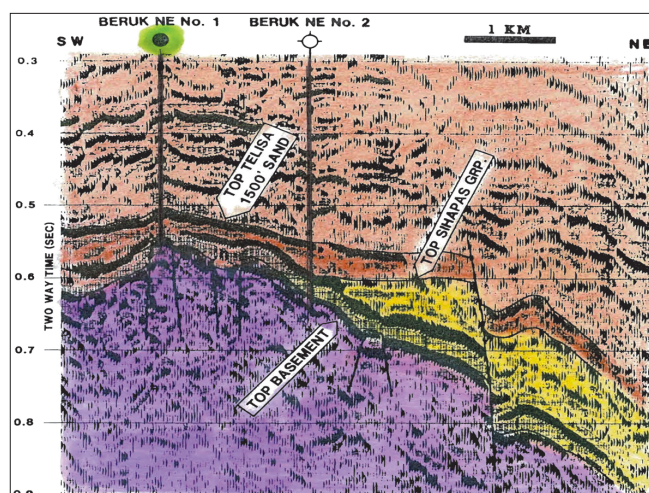 BERUK NE No. 1
BERUK NE No. 2
1 KM
SW
NE
0.3
0.4
0.5
0.6
0.7
0.8
TWO WAY TIME (SEC)
TOP TELISA
1500' SAND
TOP SIHAPAS GRP.
TOP BASEMENT